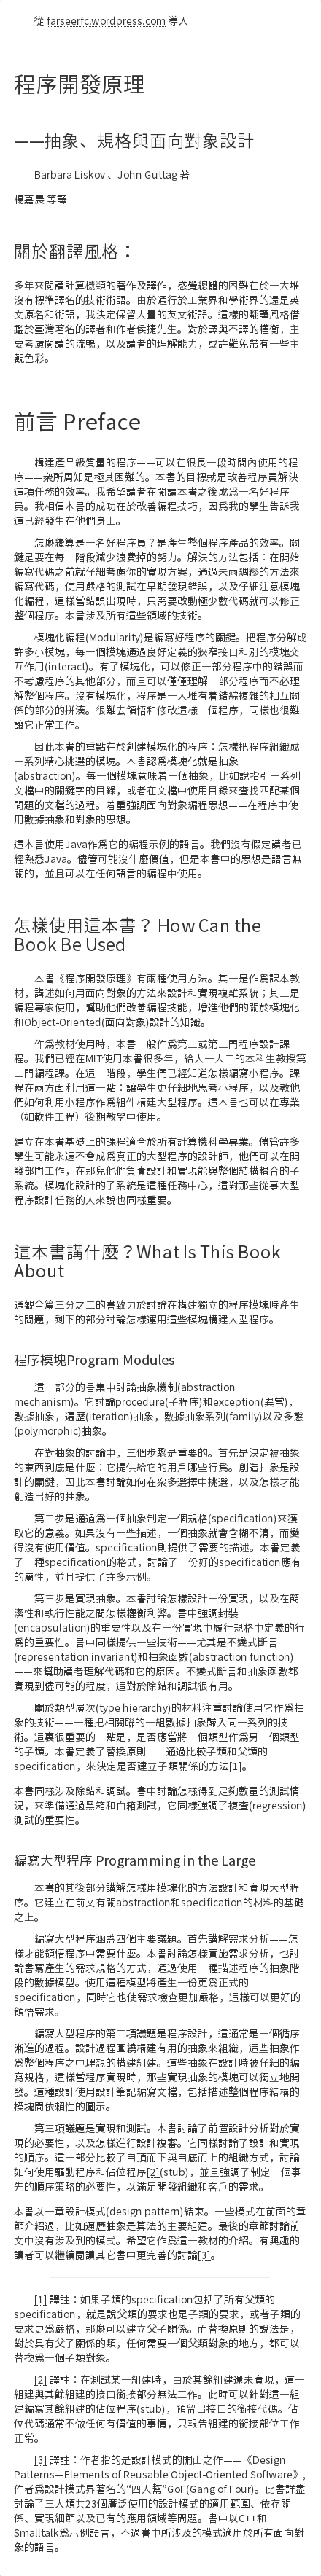 從 farseerfc.wordpress.com 導入
程序開發原理
——抽象、規格與面向對象設計
Barbara Liskov 、John Guttag 著
楊嘉晨 等譯
關於翻譯風格：
多年來閱讀計算機類的著作及譯作，感覺總體的困難在於一大堆
沒有標準譯名的技術術語。由於通行於工業界和學術界的還是英
文原名和術語，我決定保留大量的英文術語。這樣的翻譯風格借
鑑於臺灣著名的譯者和作者侯捷先生。對於譯與不譯的權衡，主
要考慮閱讀的流暢，以及讀者的理解能力，或許難免帶有一些主
觀色彩。
前言 Preface
構建產品級質量的程序——可以在很長一段時間內使用的程
序——衆所周知是極其困難的。本書的目標就是改善程序員解決
這項任務的效率。我希望讀者在閱讀本書之後成爲一名好程序
員。我相信本書的成功在於改善編程技巧，因爲我的學生告訴我
這已經發生在他們身上。
怎麼纔算是一名好程序員？是產生整個程序產品的效率。關
鍵是要在每一階段減少浪費掉的努力。解決的方法包括：在開始
編寫代碼之前就仔細考慮你的實現方案，通過未雨綢繆的方法來
編寫代碼，使用嚴格的測試在早期發現錯誤，以及仔細注意模塊
化編程，這樣當錯誤出現時，只需要改動極少數代碼就可以修正
整個程序。本書涉及所有這些領域的技術。
模塊化編程(Modularity)是編寫好程序的關鍵。把程序分解成
許多小模塊，每一個模塊通過良好定義的狹窄接口和別的模塊交
互作用(interact)。有了模塊化，可以修正一部分程序中的錯誤而
不考慮程序的其他部分，而且可以僅僅理解一部分程序而不必理
解整個程序。沒有模塊化，程序是一大堆有着錯綜複雜的相互關
係的部分的拼湊。很難去領悟和修改這樣一個程序，同樣也很難
讓它正常工作。
因此本書的重點在於創建模塊化的程序：怎樣把程序組織成
一系列精心挑選的模塊。本書認爲模塊化就是抽象
(abstraction)。每一個模塊意味着一個抽象，比如說指引一系列
文檔中的關鍵字的目錄，或者在文檔中使用目錄來查找匹配某個
問題的文檔的過程。着重強調面向對象編程思想——在程序中使
用數據抽象和對象的思想。
這本書使用Java作爲它的編程示例的語言。我們沒有假定讀者已
經熟悉Java。儘管可能沒什麼價值，但是本書中的思想是語言無
關的，並且可以在任何語言的編程中使用。
怎樣使用這本書？ How Can the
Book Be Used
本書《程序開發原理》有兩種使用方法。其一是作爲課本教
材，講述如何用面向對象的方法來設計和實現複雜系統；其二是
編程專家使用，幫助他們改善編程技能，增進他們的關於模塊化
和Object-Oriented(面向對象)設計的知識。
作爲教材使用時，本書一般作爲第二或第三門程序設計課
程。我們已經在MIT使用本書很多年，給大一大二的本科生教授第
二門編程課。在這一階段，學生們已經知道怎樣編寫小程序。課
程在兩方面利用這一點：讓學生更仔細地思考小程序，以及教他
們如何利用小程序作爲組件構建大型程序。這本書也可以在專業
（如軟件工程）後期教學中使用。
建立在本書基礎上的課程適合於所有計算機科學專業。儘管許多
學生可能永遠不會成爲真正的大型程序的設計師，他們可以在開
發部門工作，在那兒他們負責設計和實現能與整個結構耦合的子
系統。模塊化設計的子系統是這種任務中心，這對那些從事大型
程序設計任務的人來說也同樣重要。
這本書講什麼？What Is This Book
About
通觀全篇三分之二的書致力於討論在構建獨立的程序模塊時產生
的問題，剩下的部分討論怎樣運用這些模塊構建大型程序。
程序模塊Program Modules
這一部分的書集中討論抽象機制(abstraction
mechanism)。它討論procedure(子程序)和exception(異常)，
數據抽象，遍歷(iteration)抽象，數據抽象系列(family)以及多態
(polymorphic)抽象。
在對抽象的討論中，三個步驟是重要的。首先是決定被抽象
的東西到底是什麼：它提供給它的用戶哪些行爲。創造抽象是設
計的關鍵，因此本書討論如何在衆多選擇中挑選，以及怎樣才能
創造出好的抽象。
第二步是通過爲一個抽象制定一個規格(specification)來獲
取它的意義。如果沒有一些描述，一個抽象就會含糊不清，而變
得沒有使用價值。specification則提供了需要的描述。本書定義
了一種specification的格式，討論了一份好的specification應有
的屬性，並且提供了許多示例。
第三步是實現抽象。本書討論怎樣設計一份實現，以及在簡
潔性和執行性能之間怎樣權衡利弊。書中強調封裝
(encapsulation)的重要性以及在一份實現中履行規格中定義的行
爲的重要性。書中同樣提供一些技術——尤其是不變式斷言
(representation invariant)和抽象函數(abstraction function)
——來幫助讀者理解代碼和它的原因。不變式斷言和抽象函數都
實現到儘可能的程度，這對於除錯和調試很有用。
關於類型層次(type hierarchy)的材料注重討論使用它作爲抽
象的技術——一種把相關聯的一組數據抽象歸入同一系列的技
術。這裏很重要的一點是，是否應當將一個類型作爲另一個類型
的子類。本書定義了替換原則——通過比較子類和父類的
specification，來決定是否建立子類關係的方法[1]。
本書同樣涉及除錯和調試。書中討論怎樣得到足夠數量的測試情
況，來準備通過黑箱和白箱測試，它同樣強調了複查(regression)
測試的重要性。
編寫大型程序 Programming in the Large
本書的其後部分講解怎樣用模塊化的方法設計和實現大型程
序。它建立在前文有關abstraction和specification的材料的基礎
之上。
編寫大型程序涵蓋四個主要議題。首先講解需求分析——怎
樣才能領悟程序中需要什麼。本書討論怎樣實施需求分析，也討
論書寫產生的需求規格的方式，通過使用一種描述程序的抽象階
段的數據模型。使用這種模型將產生一份更爲正式的
specification，同時它也使需求檢查更加嚴格，這樣可以更好的
領悟需求。
編寫大型程序的第二項議題是程序設計，這通常是一個循序
漸進的過程。設計過程圍繞構建有用的抽象來組織，這些抽象作
爲整個程序之中理想的構建組建。這些抽象在設計時被仔細的編
寫規格，這樣當程序實現時，那些實現抽象的模塊可以獨立地開
發。這種設計使用設計筆記編寫文檔，包括描述整個程序結構的
模塊間依賴性的圖示。
第三項議題是實現和測試。本書討論了前置設計分析對於實
現的必要性，以及怎樣進行設計複審。它同樣討論了設計和實現
的順序。這一部分比較了自頂而下與自底而上的組織方式，討論
如何使用驅動程序和佔位程序[2](stub)，並且強調了制定一個事
先的順序策略的必要性，以滿足開發組織和客戶的需求。
本書以一章設計模式(design pattern)結束。一些模式在前面的章
節介紹過，比如遍歷抽象是算法的主要組建。最後的章節討論前
文中沒有涉及到的模式。希望它作爲這一教材的介紹。有興趣的
讀者可以繼續閱讀其它書中更完善的討論[3]。
[1] 譯註：如果子類的specification包括了所有父類的
specification，就是說父類的要求也是子類的要求，或者子類的
要求更爲嚴格，那麼可以建立父子關係。而替換原則的說法是，
對於具有父子關係的類，任何需要一個父類對象的地方，都可以
替換爲一個子類對象。
[2] 譯註：在測試某一組建時，由於其餘組建還未實現，這一
組建與其餘組建的接口銜接部分無法工作。此時可以針對這一組
建編寫其餘組建的佔位程序(stub)，預留出接口的銜接代碼。佔
位代碼通常不做任何有價值的事情，只報告組建的銜接部位工作
正常。
[3] 譯註：作者指的是設計模式的開山之作——《Design
Patterns—Elements of Reusable Object-Oriented Software》，
作者爲設計模式界著名的“四人幫”GoF(Gang of Four)。此書詳盡
討論了三大類共23個廣泛使用的設計模式的適用範圍、依存關
係、實現細節以及已有的應用領域等問題。書中以C++和
Smalltalk爲示例語言，不過書中所涉及的模式適用於所有面向對
象的語言。